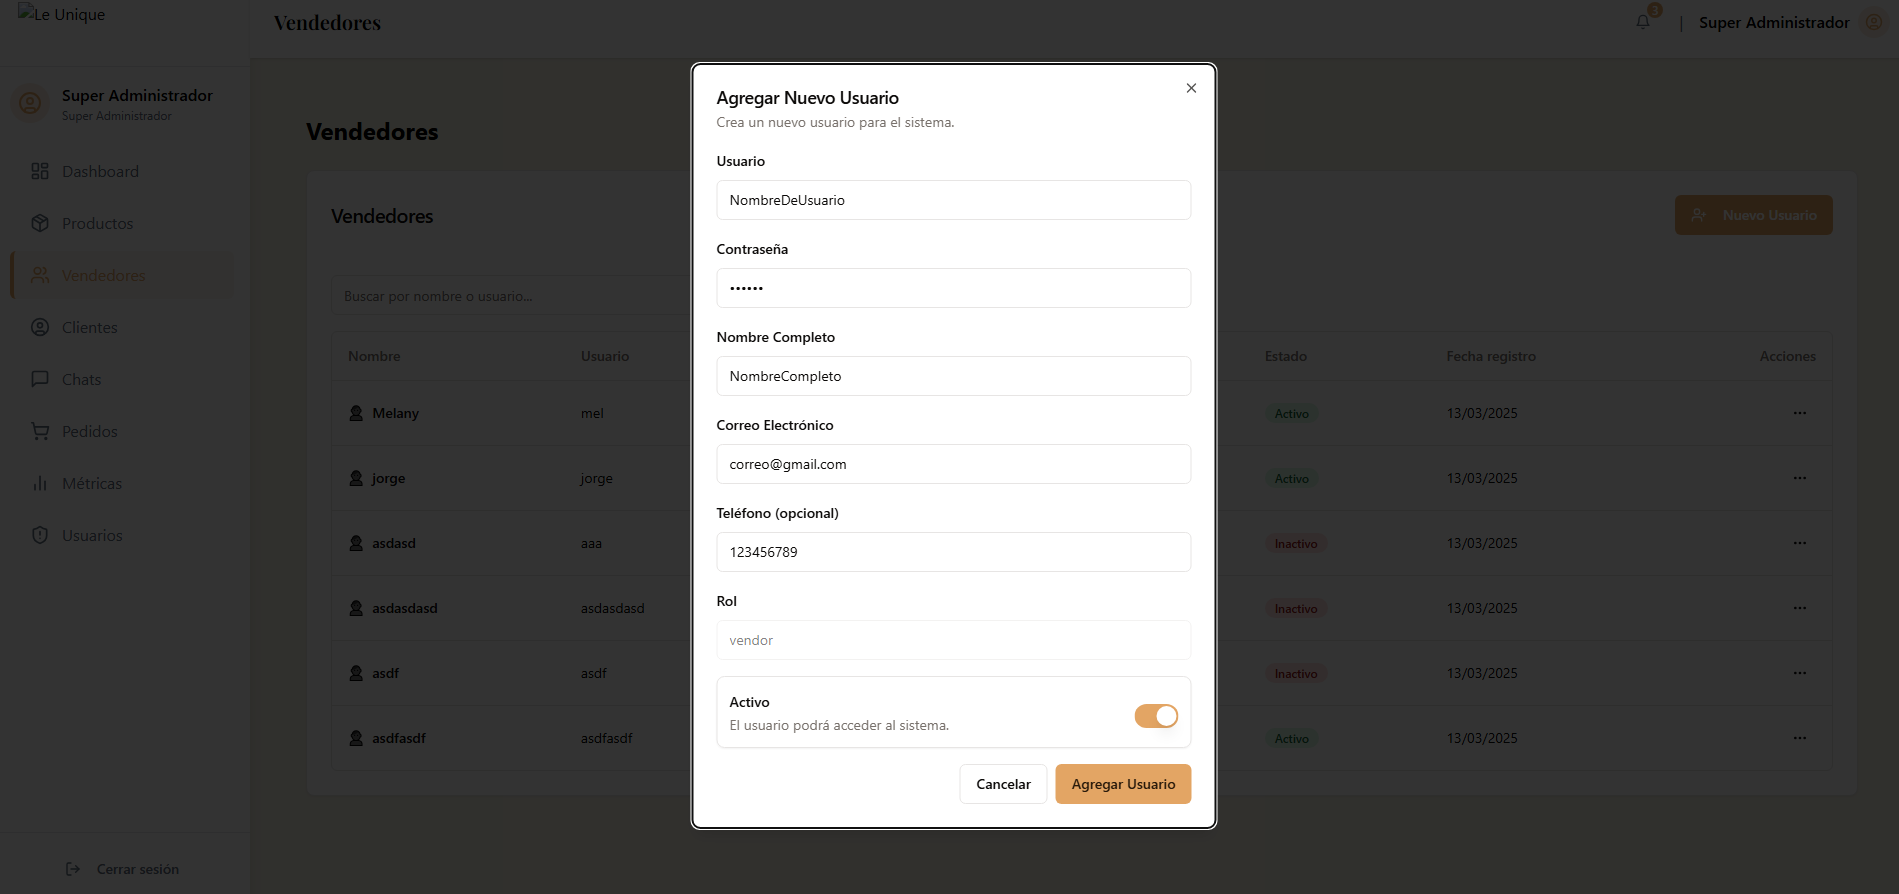 Le Unique
Vendedores
3
| Super Administrador
Super Administrador
Super Administrador
Dashboard
Productos
Vendedores
Clientes
Chats
Pedidos
Métricas
Usuarios
Cerrar sesión
Vendedores
Vendedores
Nuevo Usuario
Buscar por nombre o usuario...
Nombre Usuario Estado Fecha registro Acciones
Melany mel Activo 13/03/2025 ...
jorge jorge Activo 13/03/2025 ...
asdasd aaa Inactivo 13/03/2025 ...
asdasdasd asdasdasd Inactivo 13/03/2025 ...
asdf asdf Inactivo 13/03/2025 ...
asdfasdf asdfasdf Activo 13/03/2025 ...
Agregar Nuevo Usuario
Crea un nuevo usuario para el sistema.
Usuario
NombreDeUsuario
Contraseña
••••••
Nombre Completo
NombreCompleto
Correo Electrónico
correo@gmail.com
Teléfono (opcional)
123456789
Rol
vendor
Activo
El usuario podrá acceder al sistema.
Cancelar Agregar Usuario